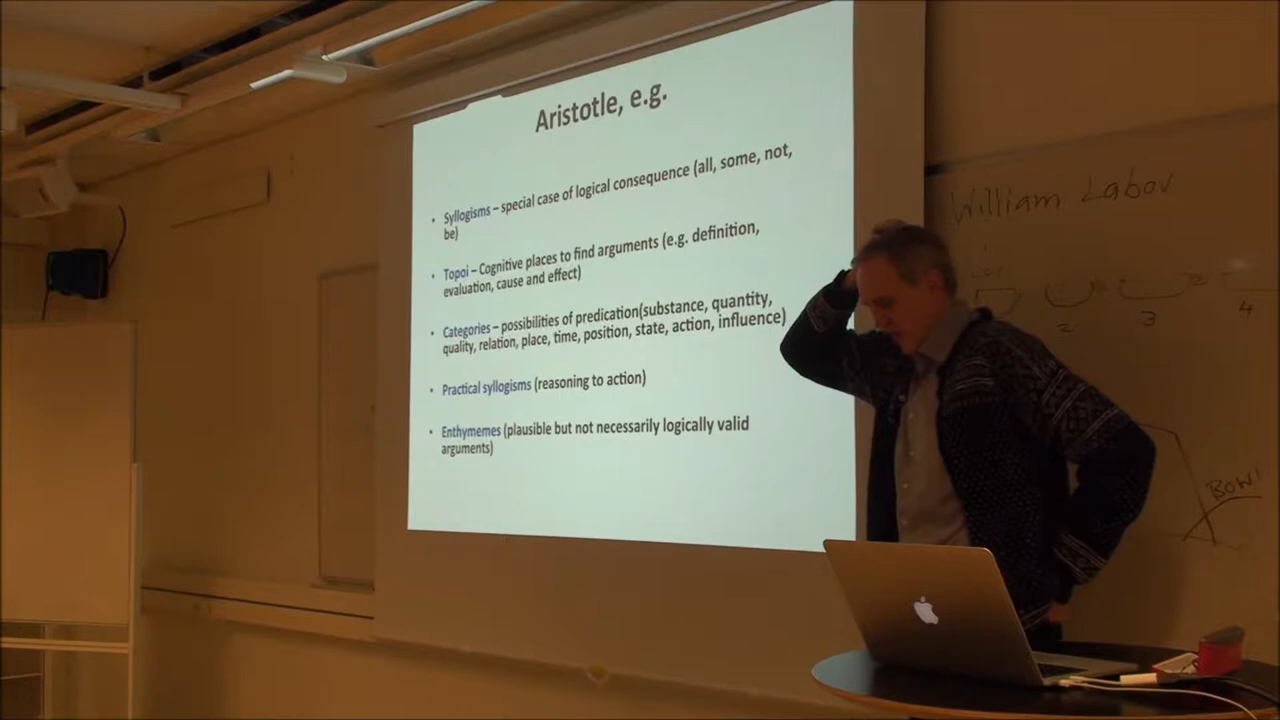 Aristotle, e.g.
• Syllogisms – special case of logical consequence (all, some, not,
be)
• Topoi – Cognitive places to find arguments (e.g. definition,
evaluation, cause and effect)
• Categories – possibilities of predication(substance, quantity,
quality, relation, place, time, position, state, action, influence)
• Practical syllogisms (reasoning to action)
• Enthymemes (plausible but not necessarily logically valid
arguments)
William Labov
2
3
4
BOWL